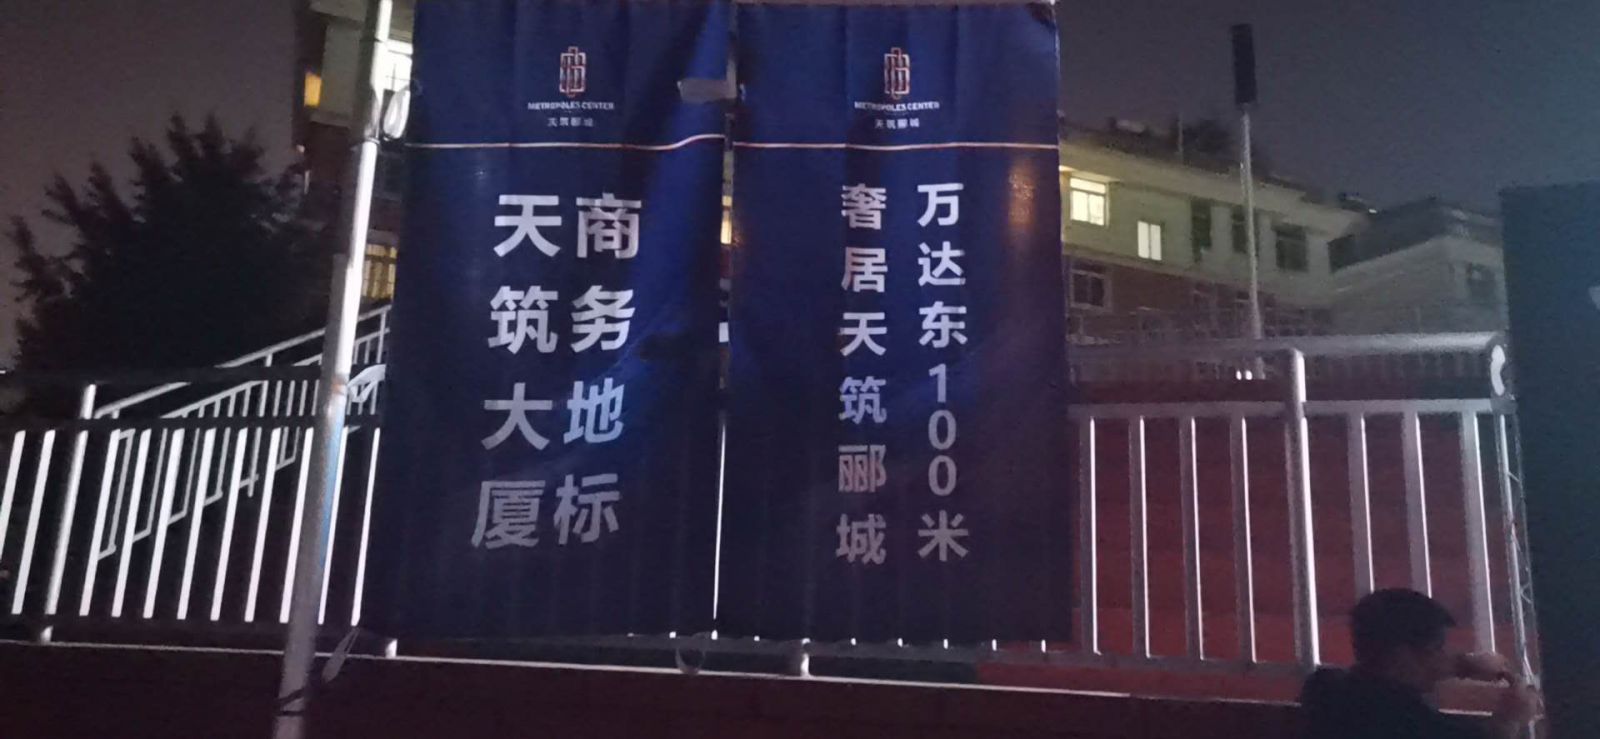 METROPOLES CENTER
天筑郦城
商务地标
天筑大厦
METROPOLES CENTER
天筑郦城
万达东100米
奢居天筑郦城